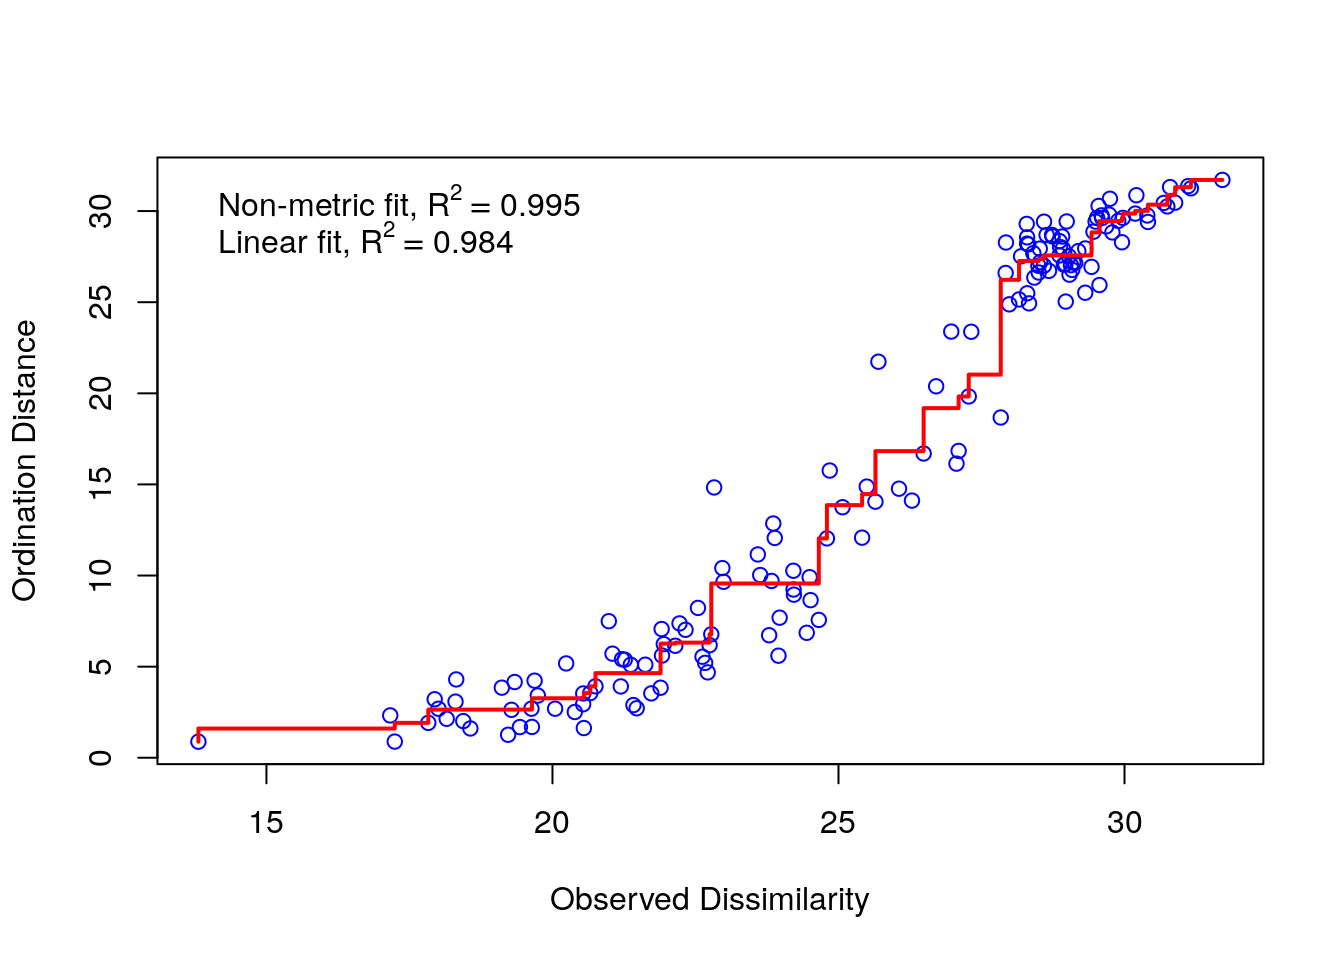 Non-metric fit, R² = 0.995
Linear fit, R² = 0.984
Ordination Distance
0 5 10 15 20 25 30
15 20 25 30
Observed Dissimilarity